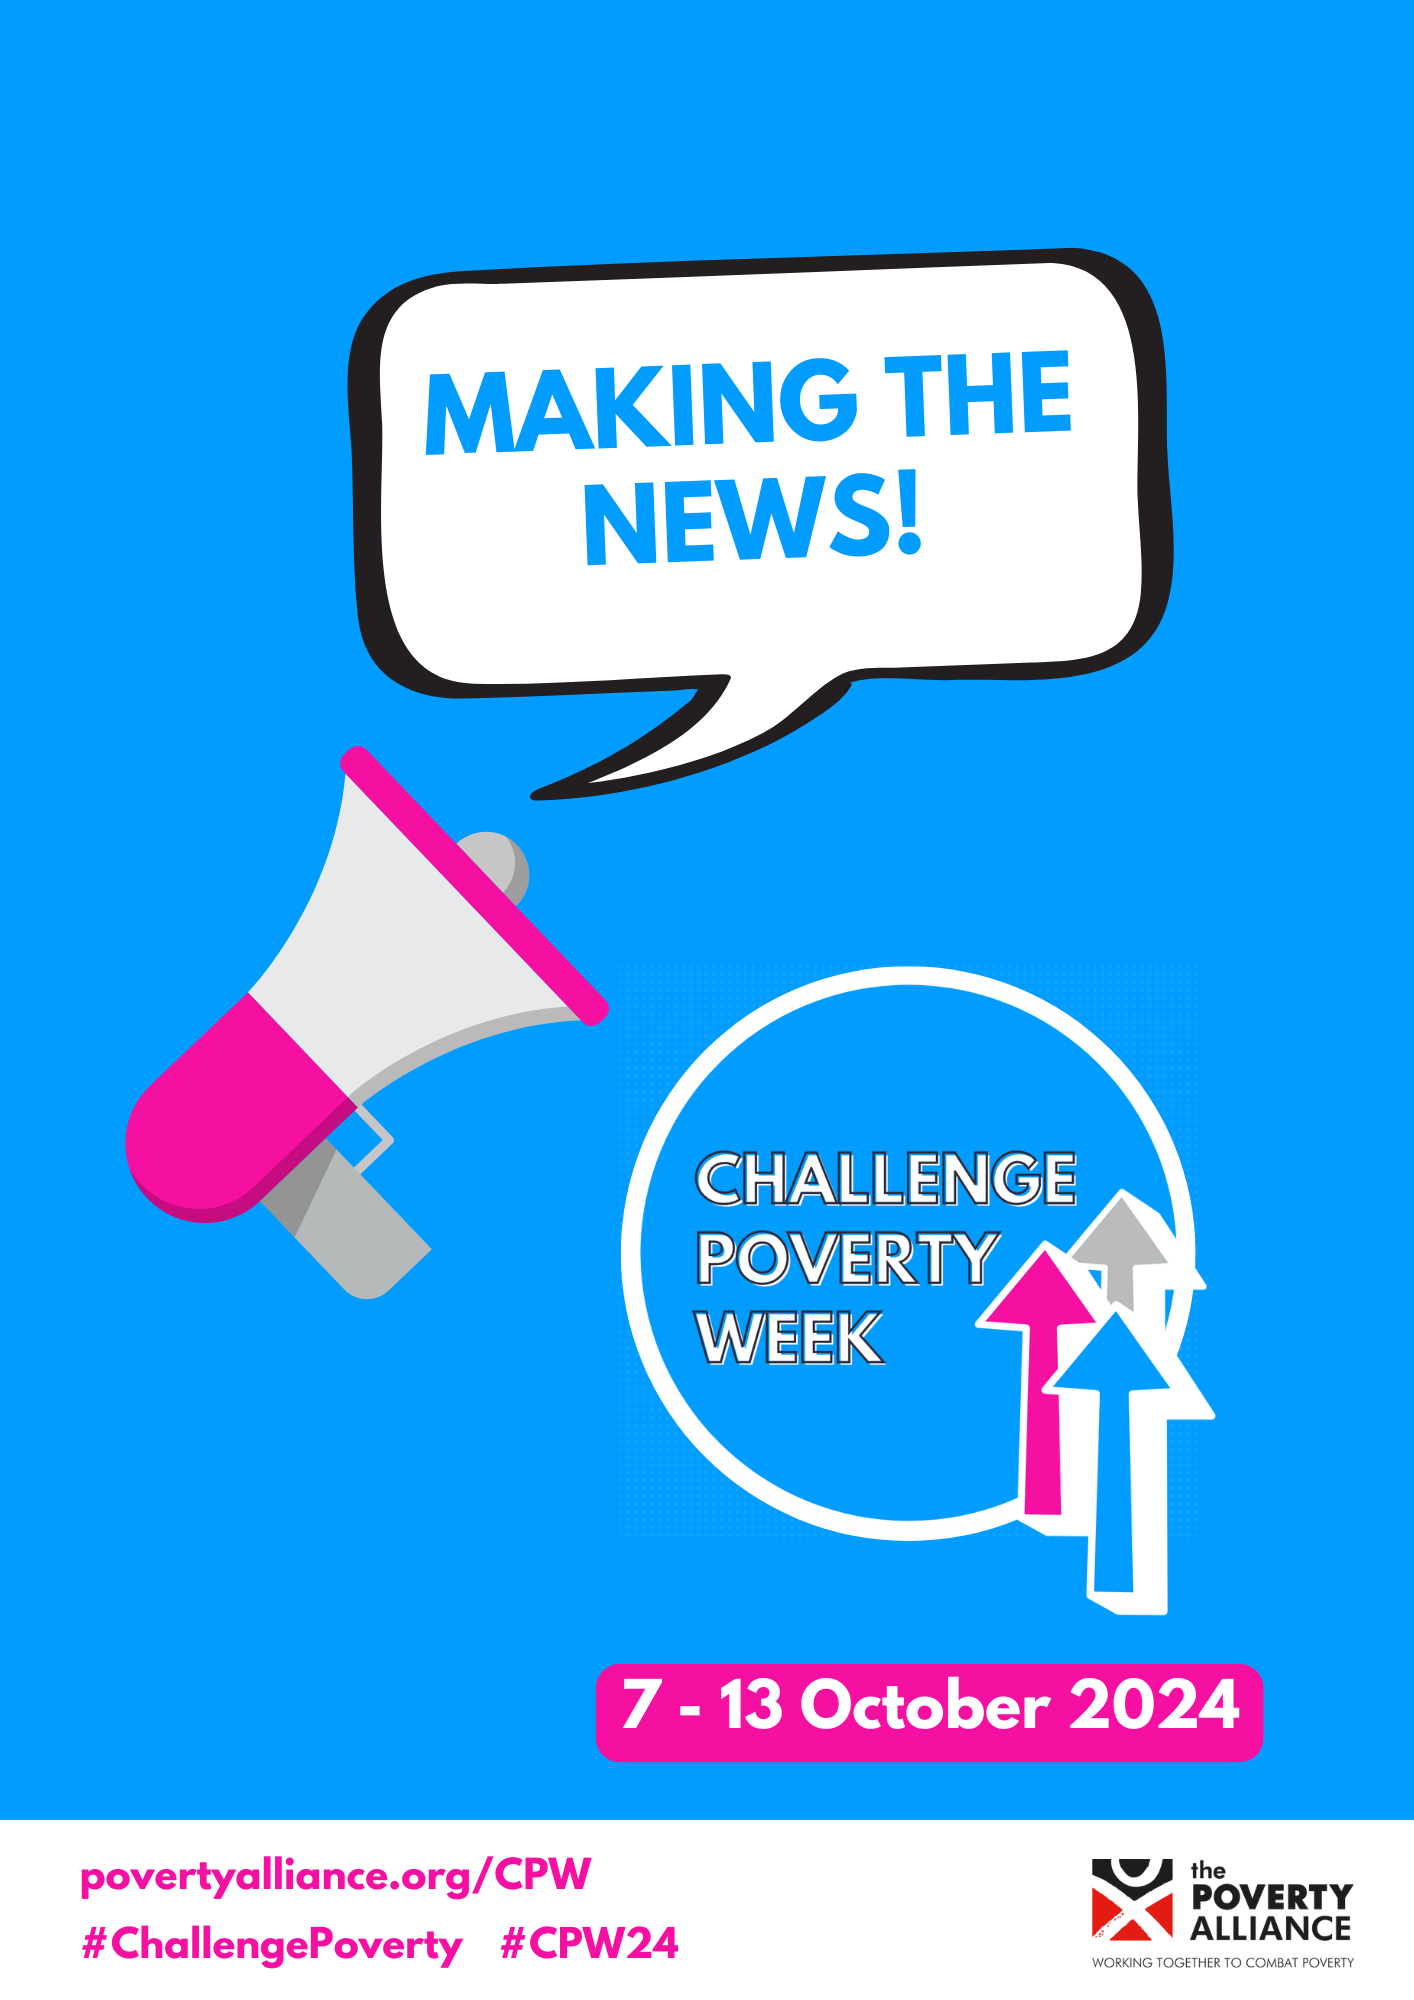 MAKING THE
NEWS!
CHALLENGE
POVERTY
WEEK
7 - 13 October 2024
povertyalliance.org/CPW
#ChallengePoverty #CPW24
the
POVERTY
ALLIANCE
WORKING TOGETHER TO COMBAT POVERTY